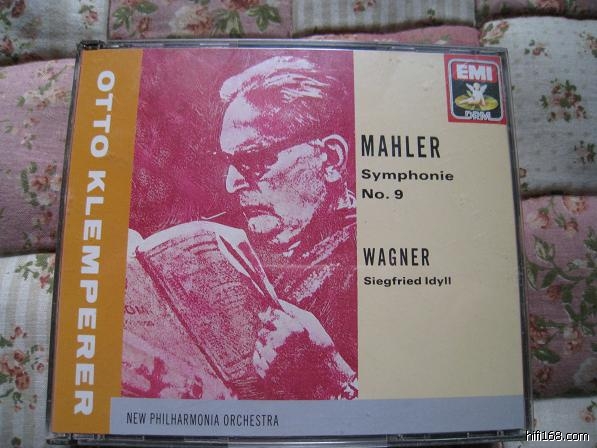 OTTO KLEMPERER
EMI
DRM
MAHLER
Symphonie
No. 9
WAGNER
Siegfried Idyll
NEW PHILHARMONIA ORCHESTRA
hifi168.com